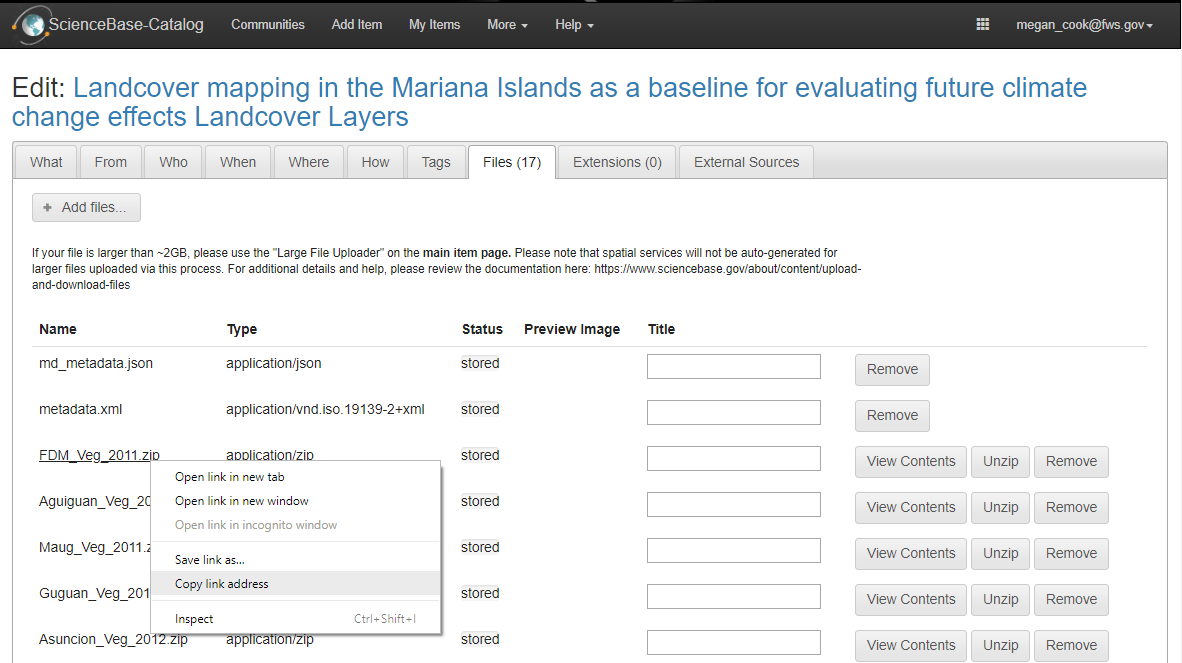 ScienceBase-Catalog Communities Add Item My Items More Help megan_cook@fws.gov
Edit: Landcover mapping in the Mariana Islands as a baseline for evaluating future climate
change effects Landcover Layers
What From Who When Where How Tags Files (17) Extensions (0) External Sources
+ Add files...
If your file is larger than ~2GB, please use the "Large File Uploader" on the main item page. Please note that spatial services will not be auto-generated for
larger files uploaded via this process. For additional details and help, please review the documentation here: https://www.sciencebase.gov/about/content/upload-
and-download-files
Name Type Status Preview Image Title
md_metadata.json application/json stored Remove
metadata.xml application/vnd.iso.19139-2+xml stored Remove
FDM_Veg_2011.zip application/zip stored View Contents Unzip Remove
Open link in new tab
Aguiguan_Veg_20 stored View Contents Unzip Remove
Open link in new window
Open link in incognito window
Maug_Veg_2011.z stored View Contents Unzip Remove
Save link as...
Copy link address
Guguan_Veg_201 stored View Contents Unzip Remove
Inspect Ctrl+Shift+I
Asuncion_Veg_2012.zip application/zip stored View Contents Unzip Remove